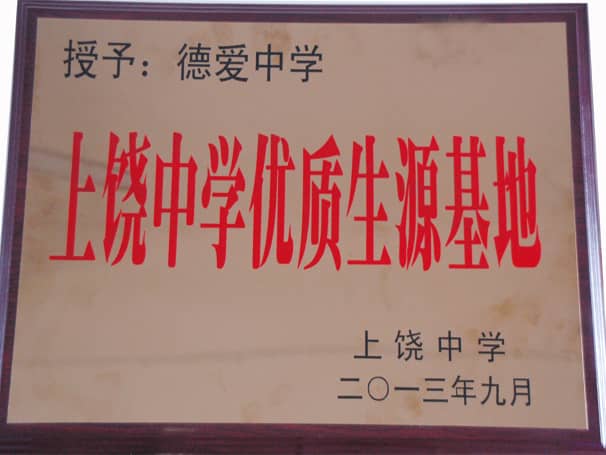 授予：德爱中学
上饶中学优质生源基地
上饶中学
二〇一三年九月